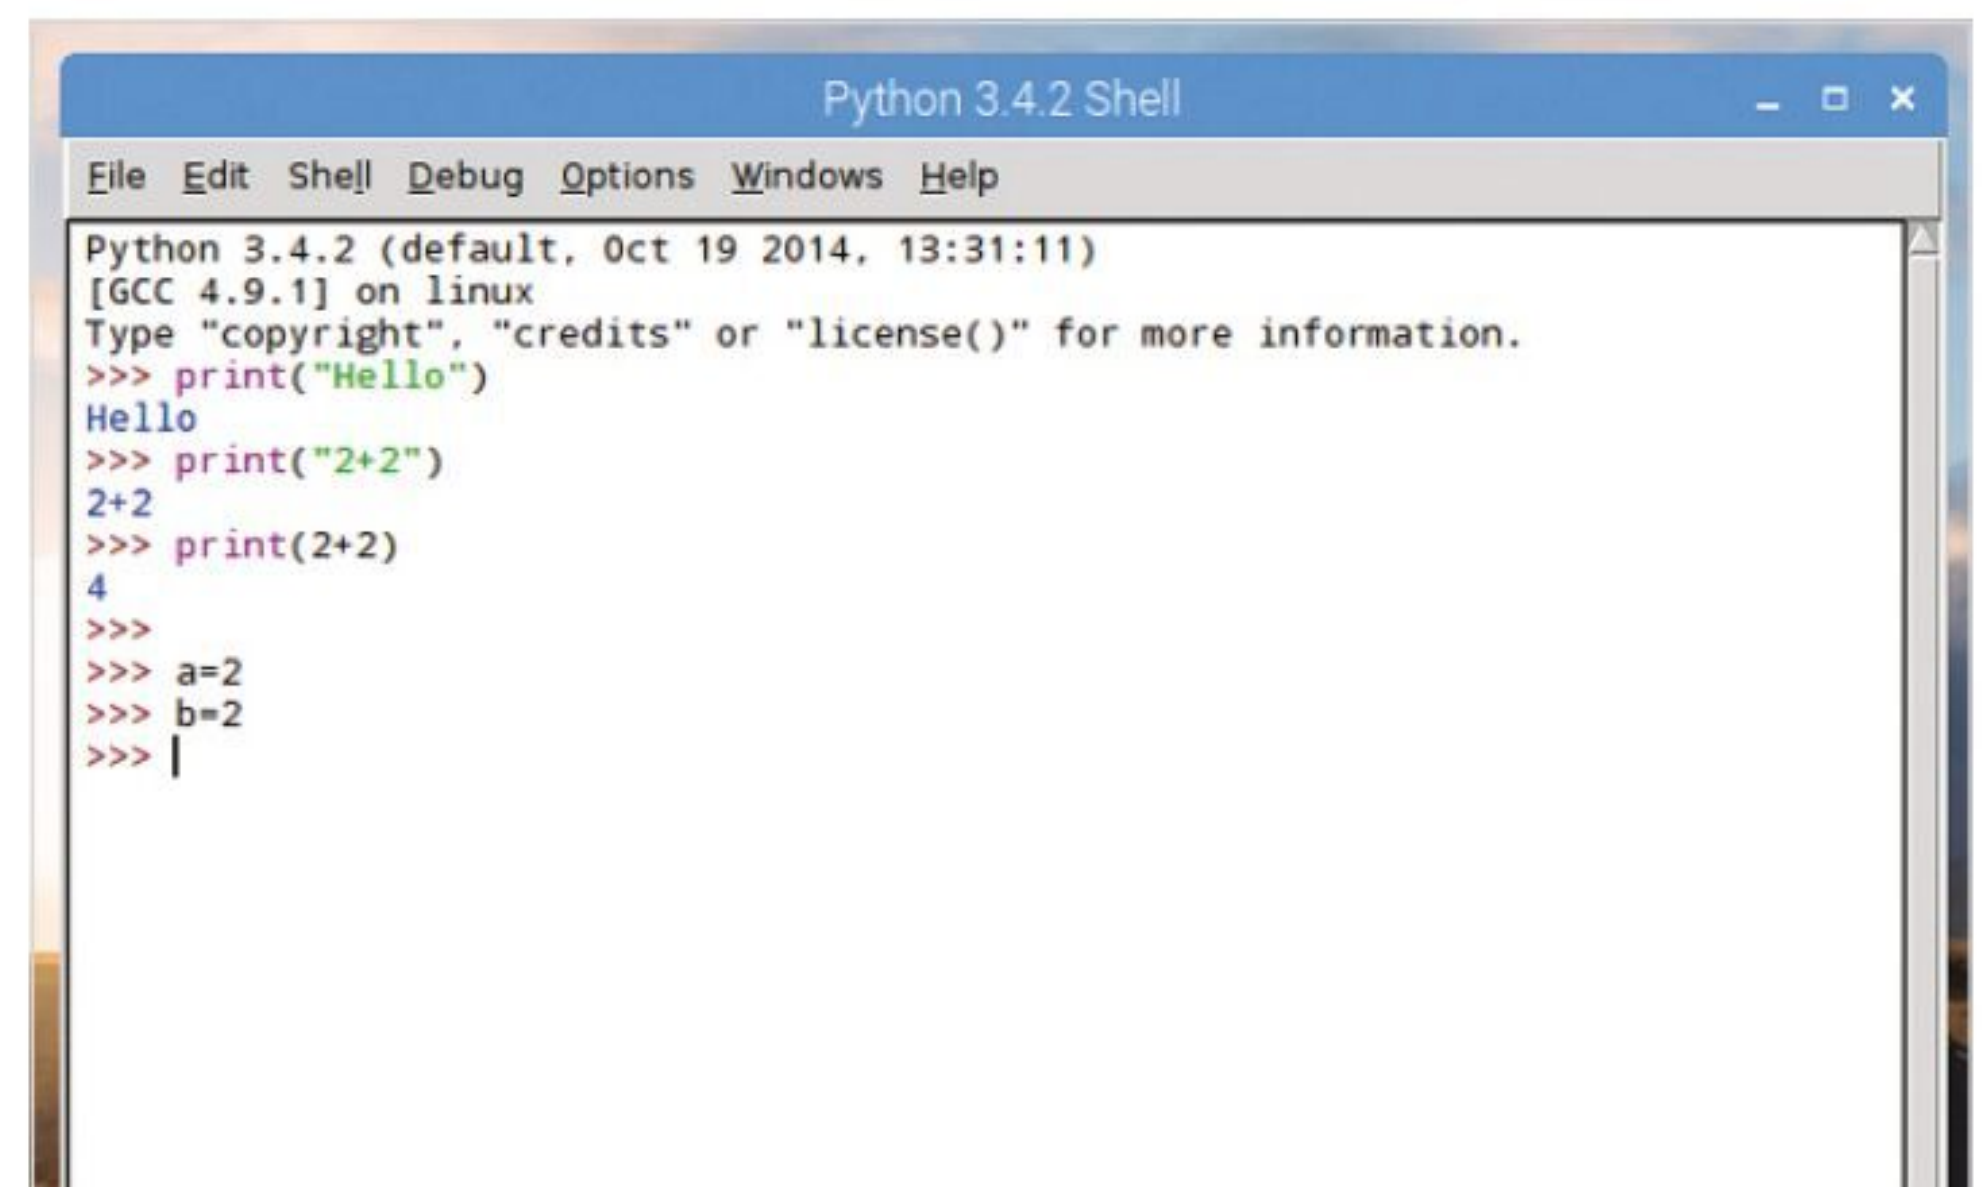 Python 3.4.2 Shell
File Edit Shell Debug Options Windows Help
Python 3.4.2 (default, Oct 19 2014, 13:31:11)
[GCC 4.9.1] on linux
Type "copyright", "credits" or "license()" for more information.
>>> print("Hello")
Hello
>>> print("2+2")
2+2
>>> print(2+2)
4
>>>
>>> a=2
>>> b=2
>>>